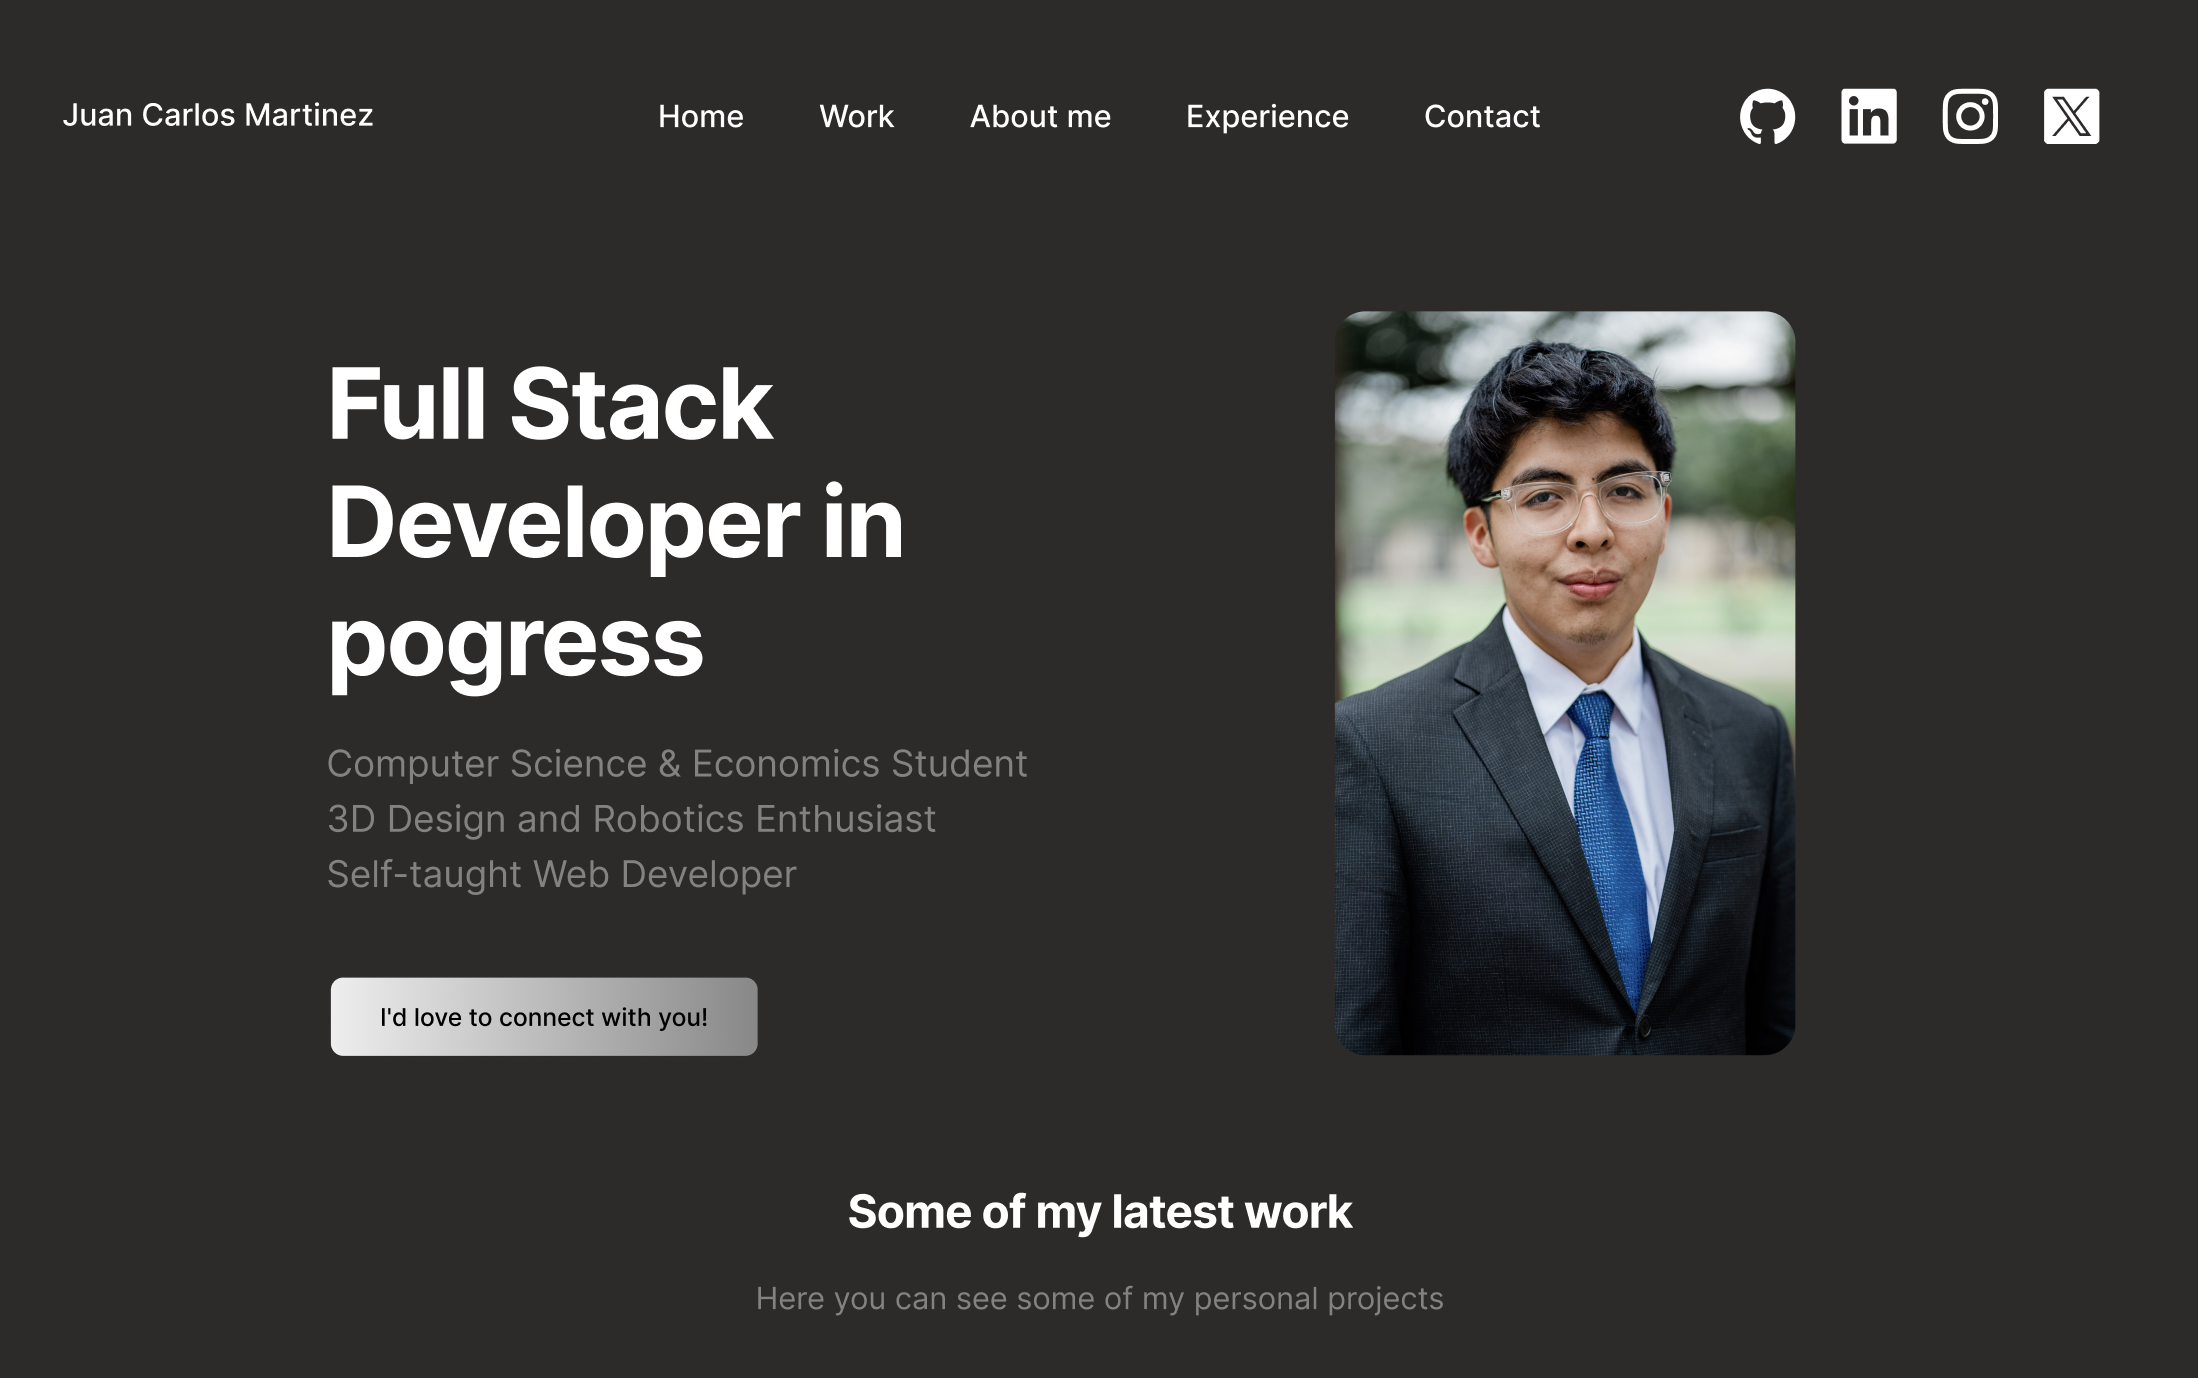 Juan Carlos Martinez
Home Work About me Experience Contact
Full Stack
Developer in
pogress
Computer Science & Economics Student
3D Design and Robotics Enthusiast
Self-taught Web Developer
I'd love to connect with you!
Some of my latest work
Here you can see some of my personal projects